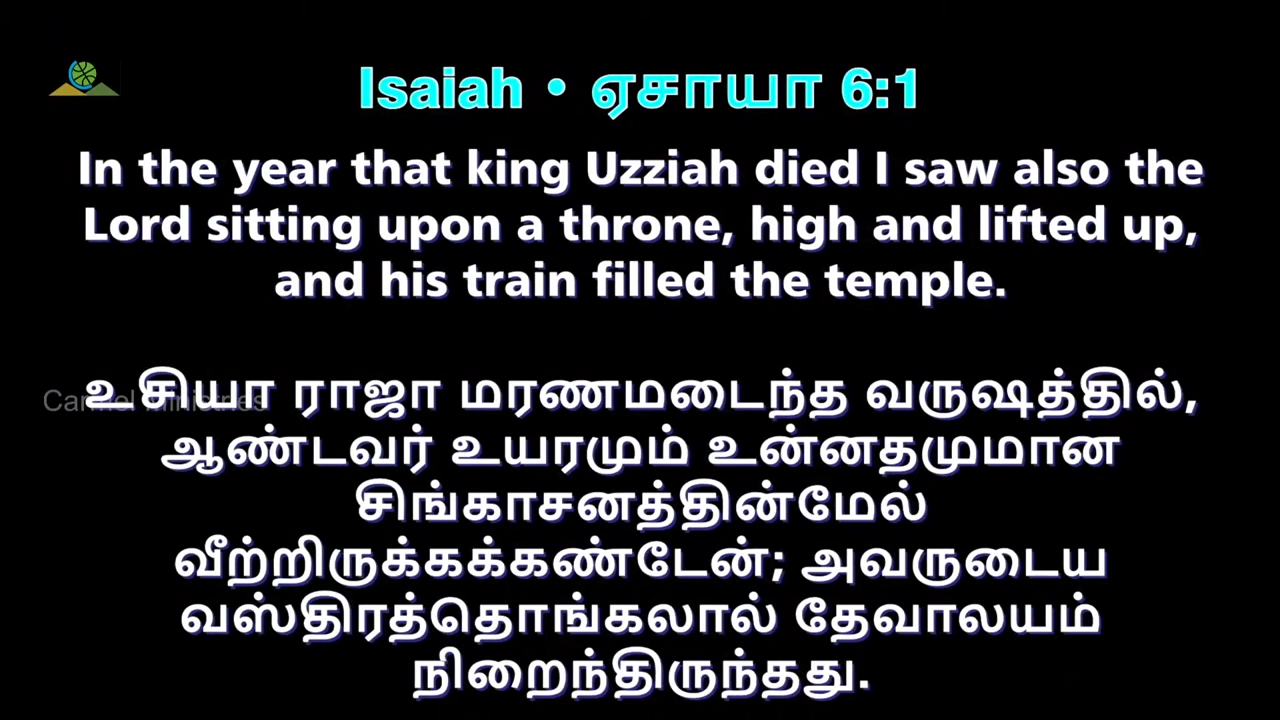 Isaiah • ஏசாயா 6:1
In the year that king Uzziah died I saw also the
Lord sitting upon a throne, high and lifted up,
and his train filled the temple.
உசியா ராஜா மரணமடைந்த வருஷத்தில்,
ஆண்டவர் உயரமும் உன்னதமுமான
சிங்காசனத்தின்மேல்
வீற்றிருக்கக்கண்டேன்; அவருடைய
வஸ்திரத்தொங்கலால் தேவாலயம்
நிறைந்திருந்தது.
Carmel Ministries